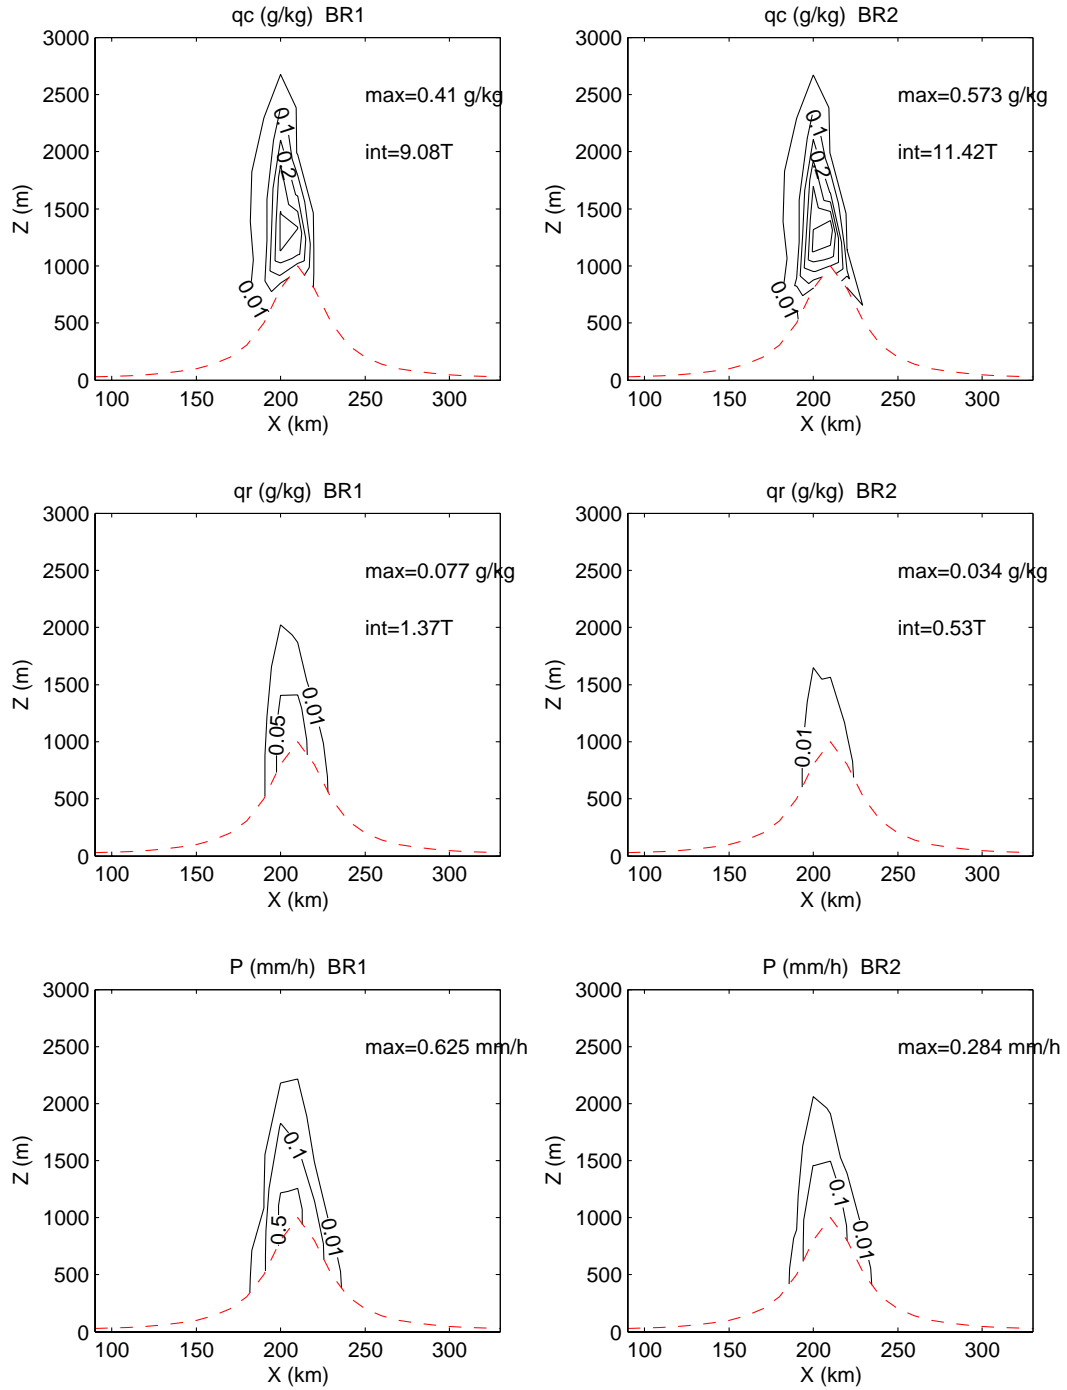 qc (g/kg)  BR1
3000
2500
2000
1500
1000
500
0
Z (m)
100 150 200 250 300
X (km)
max=0.41 g/kg
int=9.08T
0.1
0.2
0.01
qc (g/kg)  BR2
3000
2500
2000
1500
1000
500
0
Z (m)
100 150 200 250 300
X (km)
max=0.573 g/kg
int=11.42T
0.1
0.2
0.01
qr (g/kg)  BR1
3000
2500
2000
1500
1000
500
0
Z (m)
100 150 200 250 300
X (km)
max=0.077 g/kg
int=1.37T
0.01
0.05
qr (g/kg)  BR2
3000
2500
2000
1500
1000
500
0
Z (m)
100 150 200 250 300
X (km)
max=0.034 g/kg
int=0.53T
0.01
P (mm/h)  BR1
3000
2500
2000
1500
1000
500
0
Z (m)
100 150 200 250 300
X (km)
max=0.625 mm/h
0.1
0.5
0.01
P (mm/h)  BR2
3000
2500
2000
1500
1000
500
0
Z (m)
100 150 200 250 300
X (km)
max=0.284 mm/h
0.1
0.01